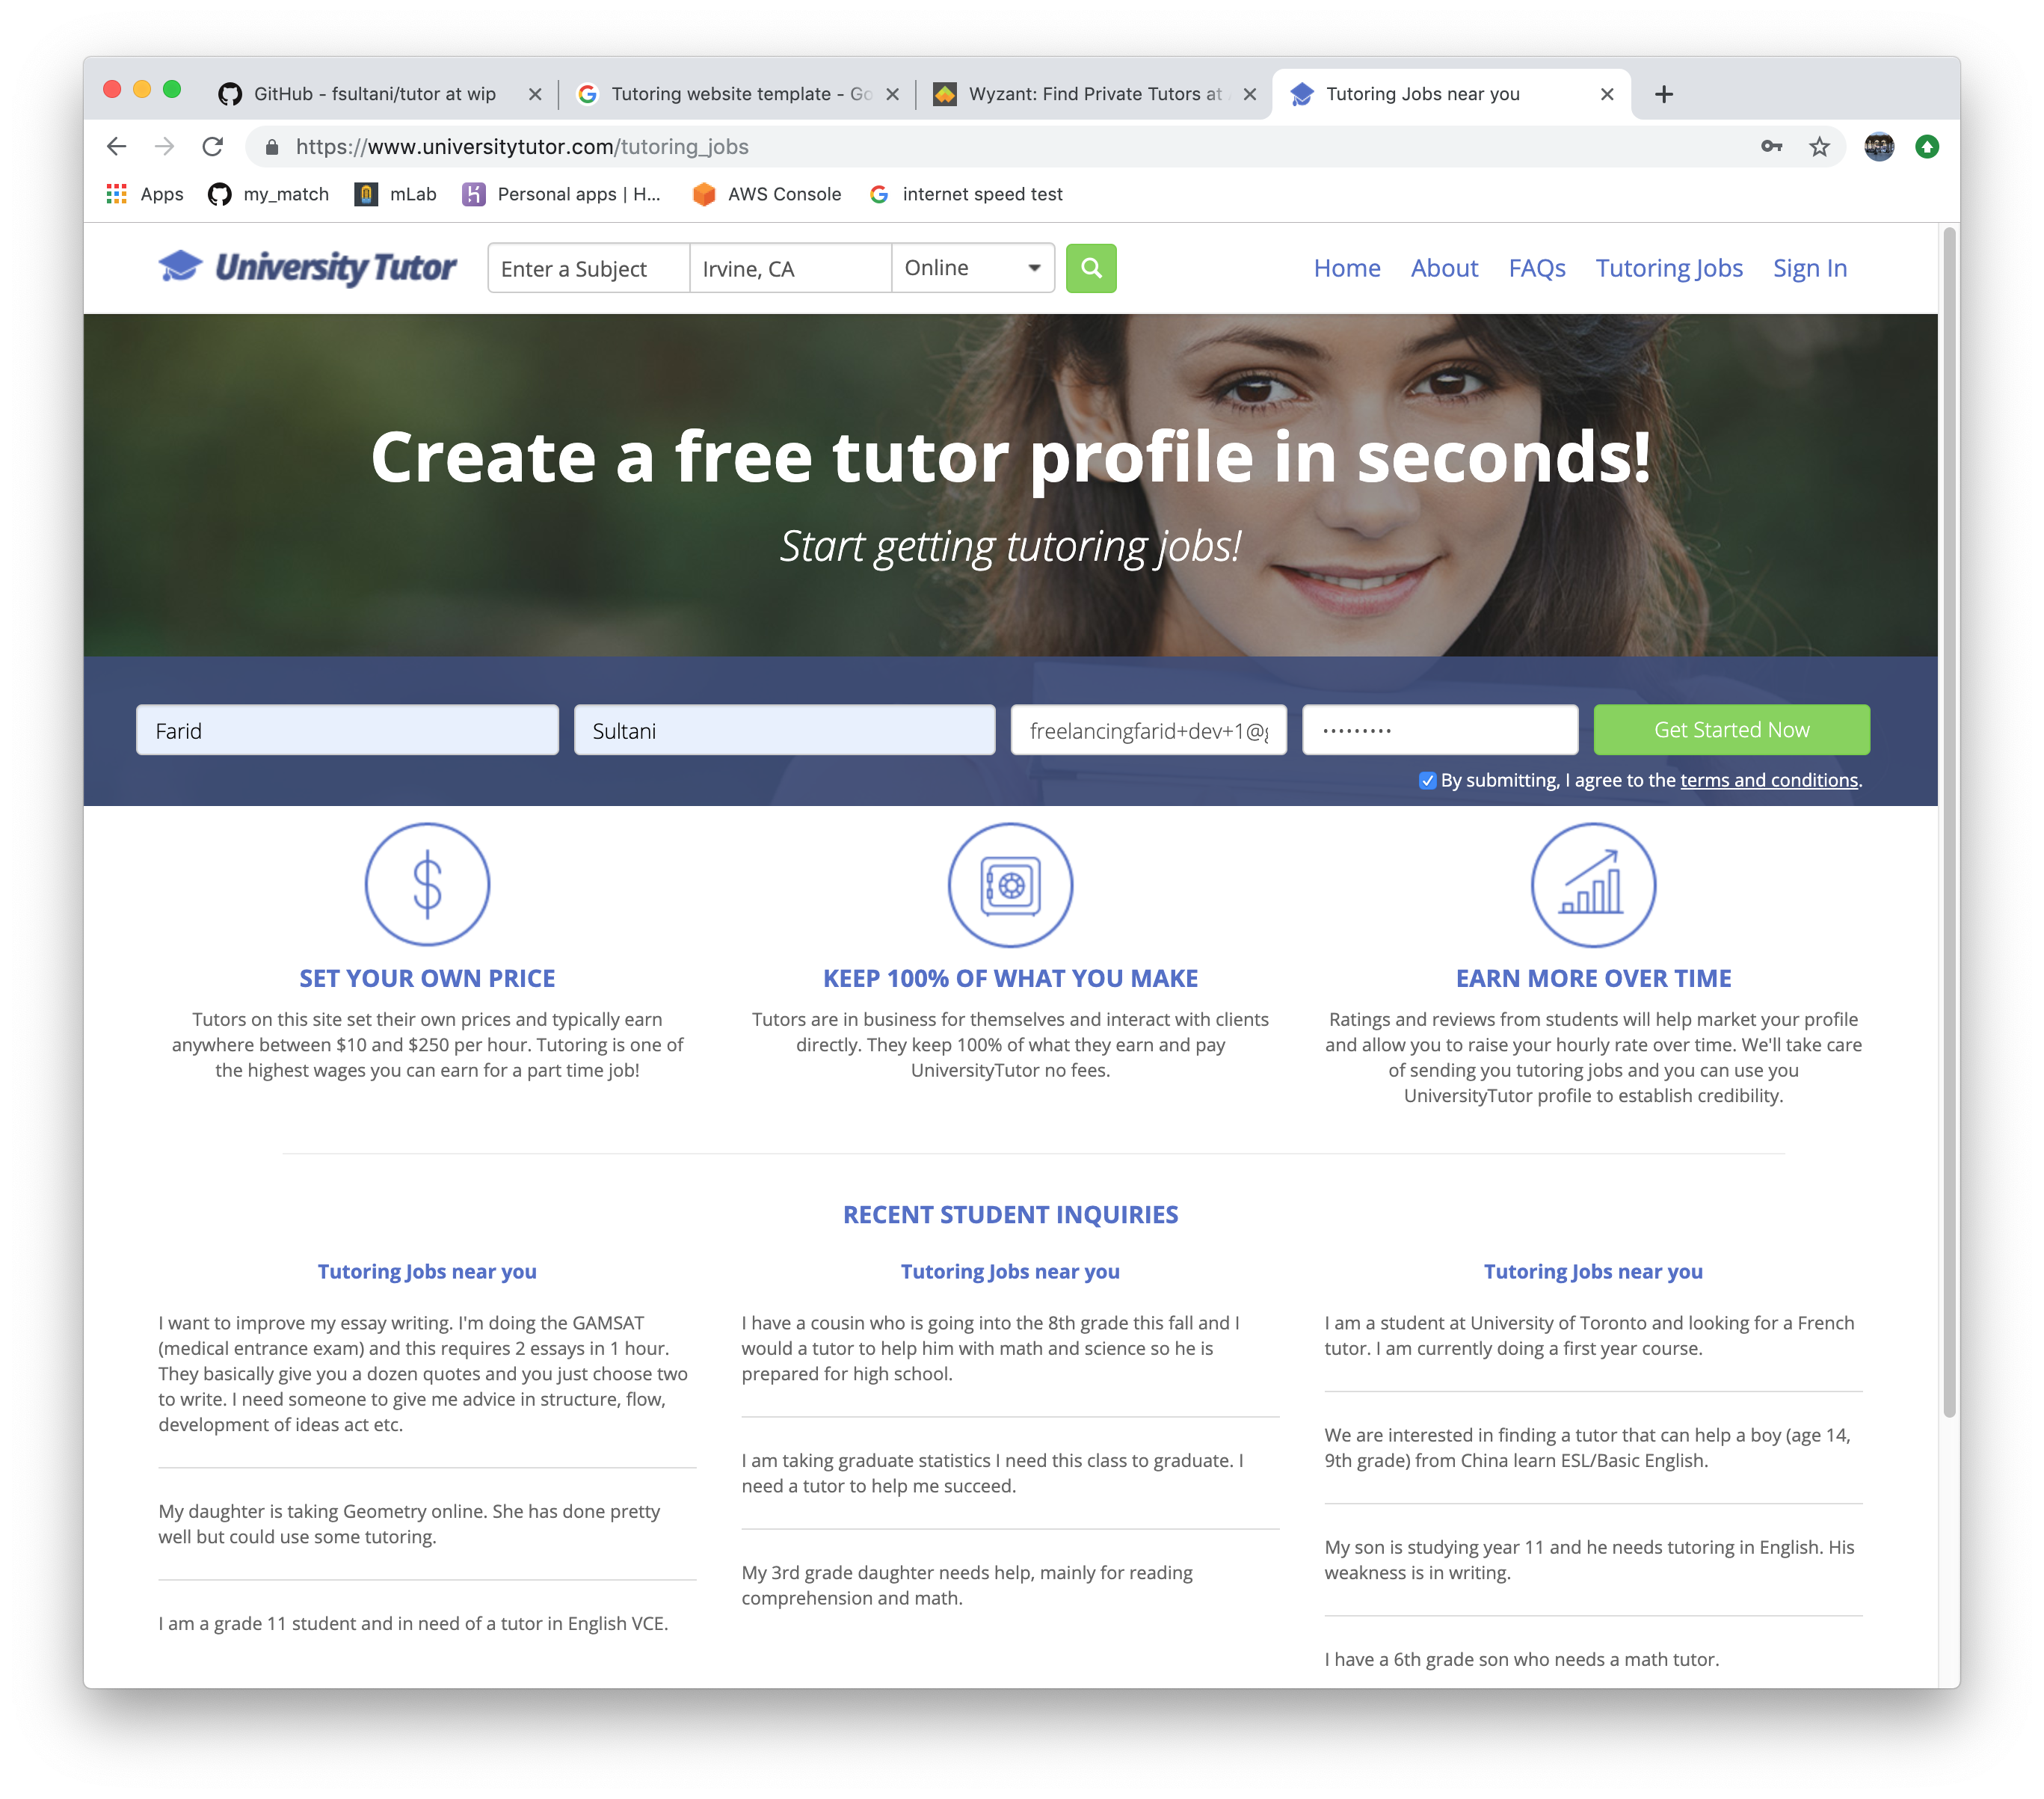 GitHub - fsultani/tutor at wip
Tutoring website template - Go
Wyzant: Find Private Tutors at
Tutoring Jobs near you
https://www.universitytutor.com/tutoring_jobs
Apps
my_match
mLab
Personal apps | H...
AWS Console
internet speed test
University Tutor
Enter a Subject
Irvine, CA
Online
Home
About
FAQs
Tutoring Jobs
Sign In
Create a free tutor profile in seconds!
Start getting tutoring jobs!
Farid
Sultani
freelancingfarid+dev+1@g
•••••••••
Get Started Now
By submitting, I agree to the terms and conditions.
SET YOUR OWN PRICE
Tutors on this site set their own prices and typically earn
anywhere between $10 and $250 per hour. Tutoring is one of
the highest wages you can earn for a part time job!
KEEP 100% OF WHAT YOU MAKE
Tutors are in business for themselves and interact with clients
directly. They keep 100% of what they earn and pay
UniversityTutor no fees.
EARN MORE OVER TIME
Ratings and reviews from students will help market your profile
and allow you to raise your hourly rate over time. We'll take care
of sending you tutoring jobs and you can use you
UniversityTutor profile to establish credibility.
RECENT STUDENT INQUIRIES
Tutoring Jobs near you
I want to improve my essay writing. I'm doing the GAMSAT
(medical entrance exam) and this requires 2 essays in 1 hour.
They basically give you a dozen quotes and you just choose two
to write. I need someone to give me advice in structure, flow,
development of ideas act etc.
My daughter is taking Geometry online. She has done pretty
well but could use some tutoring.
I am a grade 11 student and in need of a tutor in English VCE.
Tutoring Jobs near you
I have a cousin who is going into the 8th grade this fall and I
would a tutor to help him with math and science so he is
prepared for high school.
I am taking graduate statistics I need this class to graduate. I
need a tutor to help me succeed.
My 3rd grade daughter needs help, mainly for reading
comprehension and math.
Tutoring Jobs near you
I am a student at University of Toronto and looking for a French
tutor. I am currently doing a first year course.
We are interested in finding a tutor that can help a boy (age 14,
9th grade) from China learn ESL/Basic English.
My son is studying year 11 and he needs tutoring in English. His
weakness is in writing.
I have a 6th grade son who needs a math tutor.